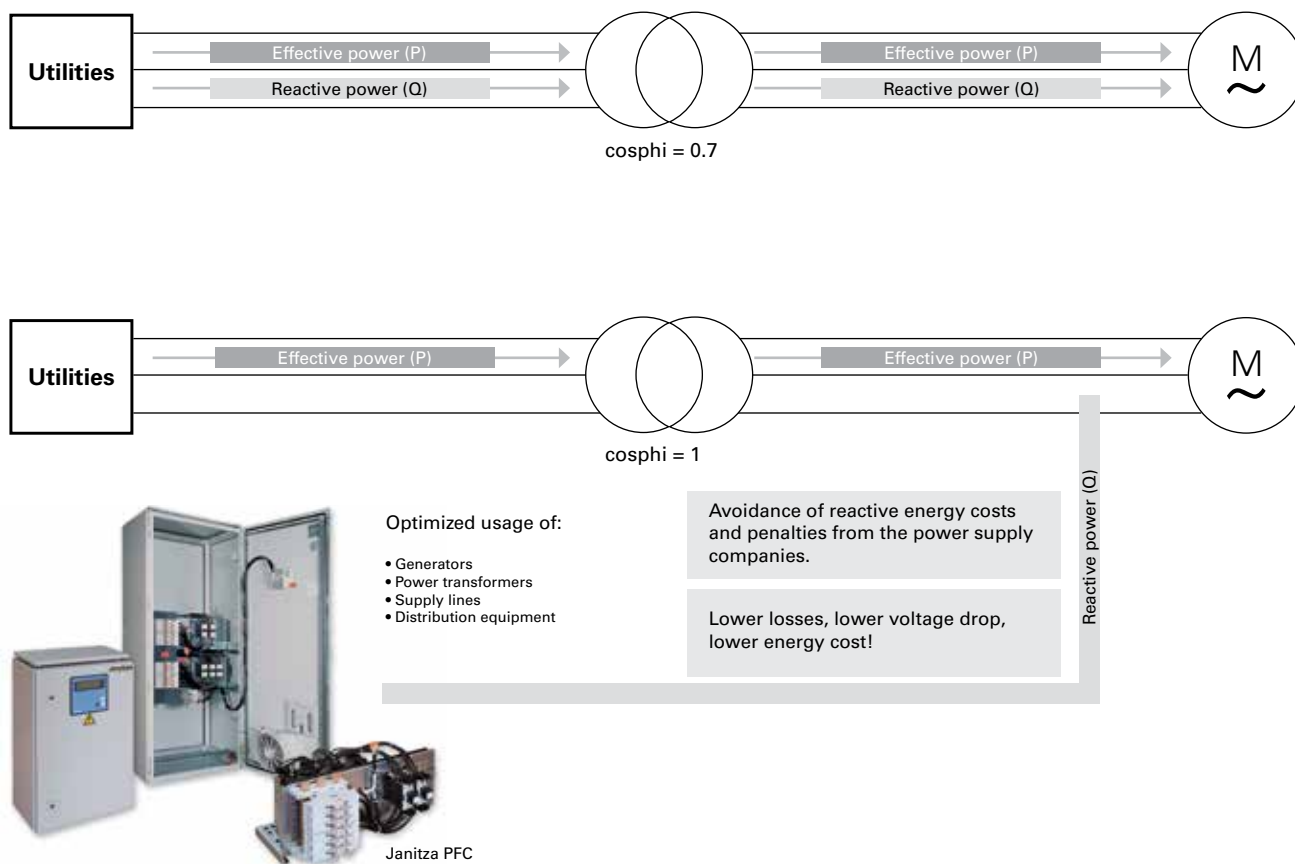 Utilities
Effective power (P)
Effective power (P)
Reactive power (Q)
Reactive power (Q)
M
~
cosphi = 0.7
Utilities
Effective power (P)
Effective power (P)
M
~
cosphi = 1
Optimized usage of:
• Generators
• Power transformers
• Supply lines
• Distribution equipment
Avoidance of reactive energy costs
and penalties from the power supply
companies.
Lower losses, lower voltage drop,
lower energy cost!
Reactive power (Q)
Janitza PFC